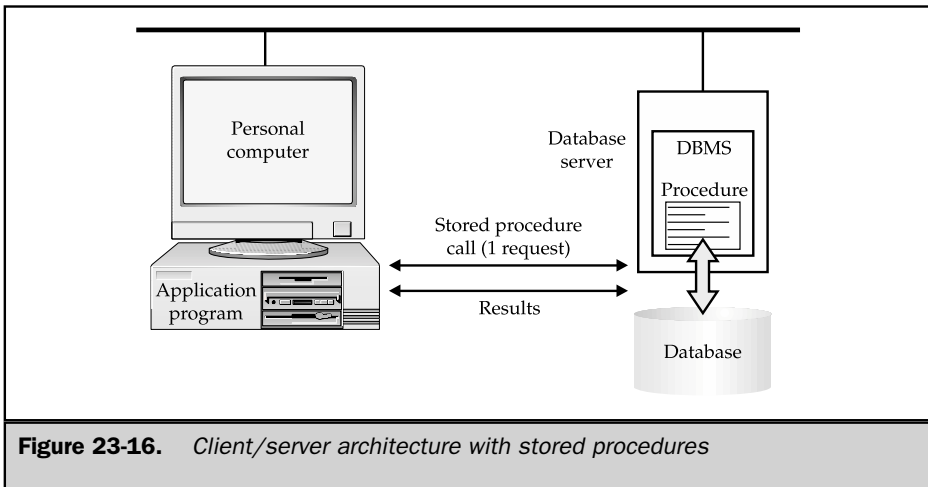 Personal
computer
Application
program
Stored procedure
call (1 request)
Results
Database
server
DBMS
Procedure
Database
Figure 23-16. Client/server architecture with stored procedures